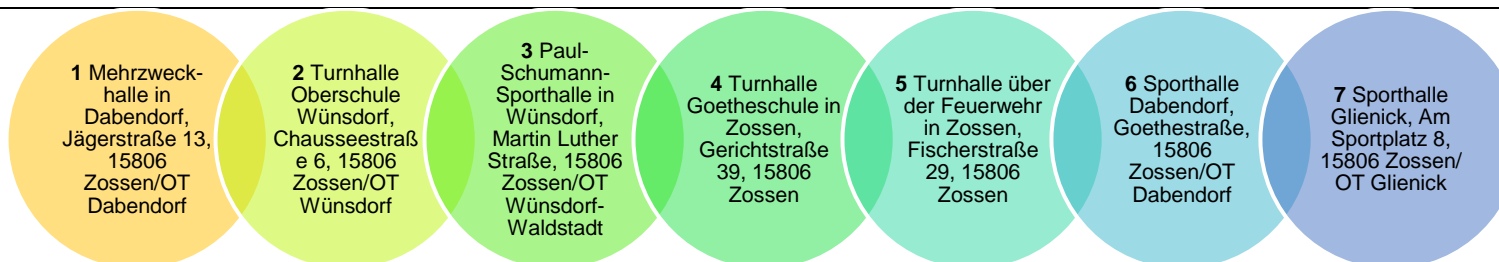 1 Mehrzweck-
halle in
Dabendorf,
Jägerstraße 13,
15806
Zossen/OT
Dabendorf
2 Turnhalle
Oberschule
Wünsdorf,
Chausseestraß
e 6, 15806
Zossen/OT
Wünsdorf
3 Paul-
Schumann-
Sporthalle in
Wünsdorf,
Martin Luther
Straße, 15806
Zossen/OT
Wünsdorf-
Waldstadt
4 Turnhalle
Goetheschule in
Zossen,
Gerichtstraße
39, 15806
Zossen
5 Turnhalle über
der Feuerwehr
in Zossen,
Fischerstraße
29, 15806
Zossen
6 Sporthalle
Dabendorf,
Goethestraße,
15806
Zossen/OT
Dabendorf
7 Sporthalle
Glienick, Am
Sportplatz 8,
15806 Zossen/
OT Glienick